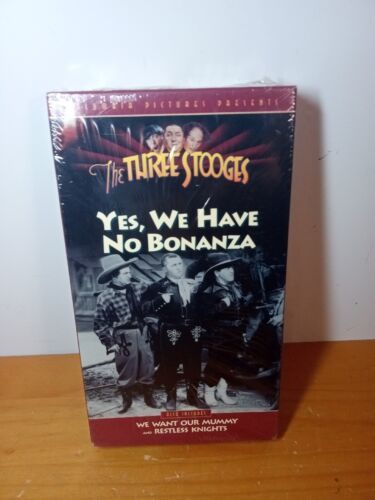 COLUMBIA PICTURES PRESENTS
The THREE STOOGES
YES, WE HAVE
NO BONANZA
ALSO INCLUDES
WE WANT OUR MUMMY
AND RESTLESS KNIGHTS